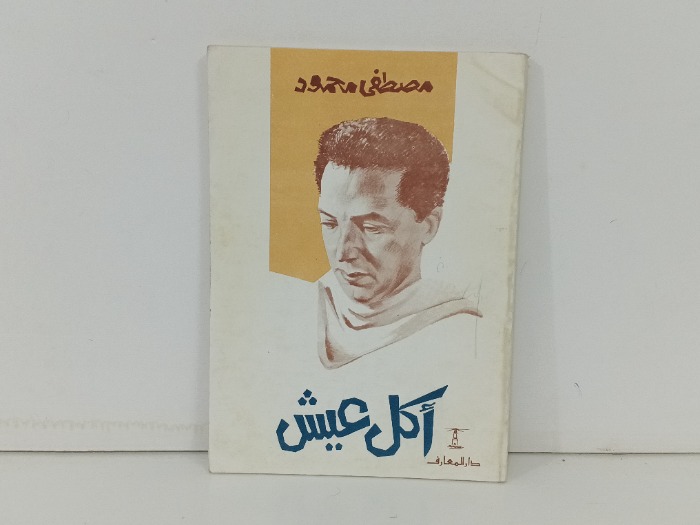 مصطفى محمود
أكل عيش
دار المعارف